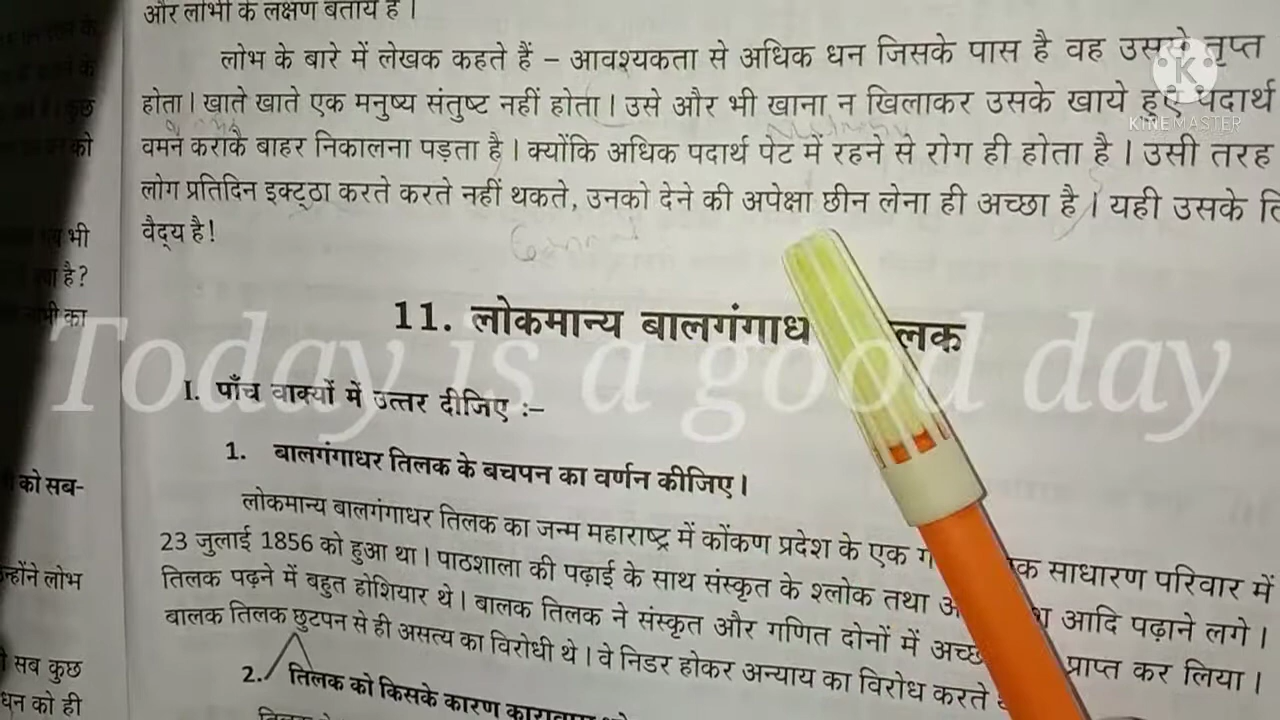 और लोभी के लक्षण बताये हैं ।
लोभ के बारे में लेखक कहते हैं – आवश्यकता से अधिक धन जिसके पास है वह उससे तृप्त
होता । खाते खाते एक मनुष्य संतुष्ट नहीं होता । उसे और भी खाना न खिलाकर उसके खाये हुए पदार्थ
वमन कराकै बाहर निकालना पड़ता है । क्योंकि अधिक पदार्थ पेट में रहने से रोग ही होता है । उसी तरह
लोग प्रतिदिन इक्ट्ठा करते करते नहीं थकते, उनको देने की अपेक्षा छीन लेना ही अच्छा है । यही उसके
वैद्य है !
KINEMASTER
11. लोकमान्य बालगंगाध लक
Today is a good day
I. पाँच वाक्यों में उत्तर दीजिए :–
1. बालगंगाधर तिलक के बचपन का वर्णन कीजिए ।
लोकमान्य बालगंगाधर तिलक का जन्म महाराष्ट्र में कोंकण प्रदेश के एक साधारण परिवार में
23 जुलाई 1856 को हुआ था । पाठशाला की पढ़ाई के साथ संस्कृत के श्लोक तथा आदि पढ़ाने लगे ।
तिलक पढ़ने में बहुत होशियार थे । बालक तिलक ने संस्कृत और गणित दोनों में प्राप्त कर लिया ।
बालक तिलक छुटपन से ही असत्य का विरोधी थे । वे निडर होकर अन्याय का विरोध करते
2. तिलक को किसके कारण
भी
है?
का
को सब-
उन्होंने लोभ
सब कुछ
धन को ही